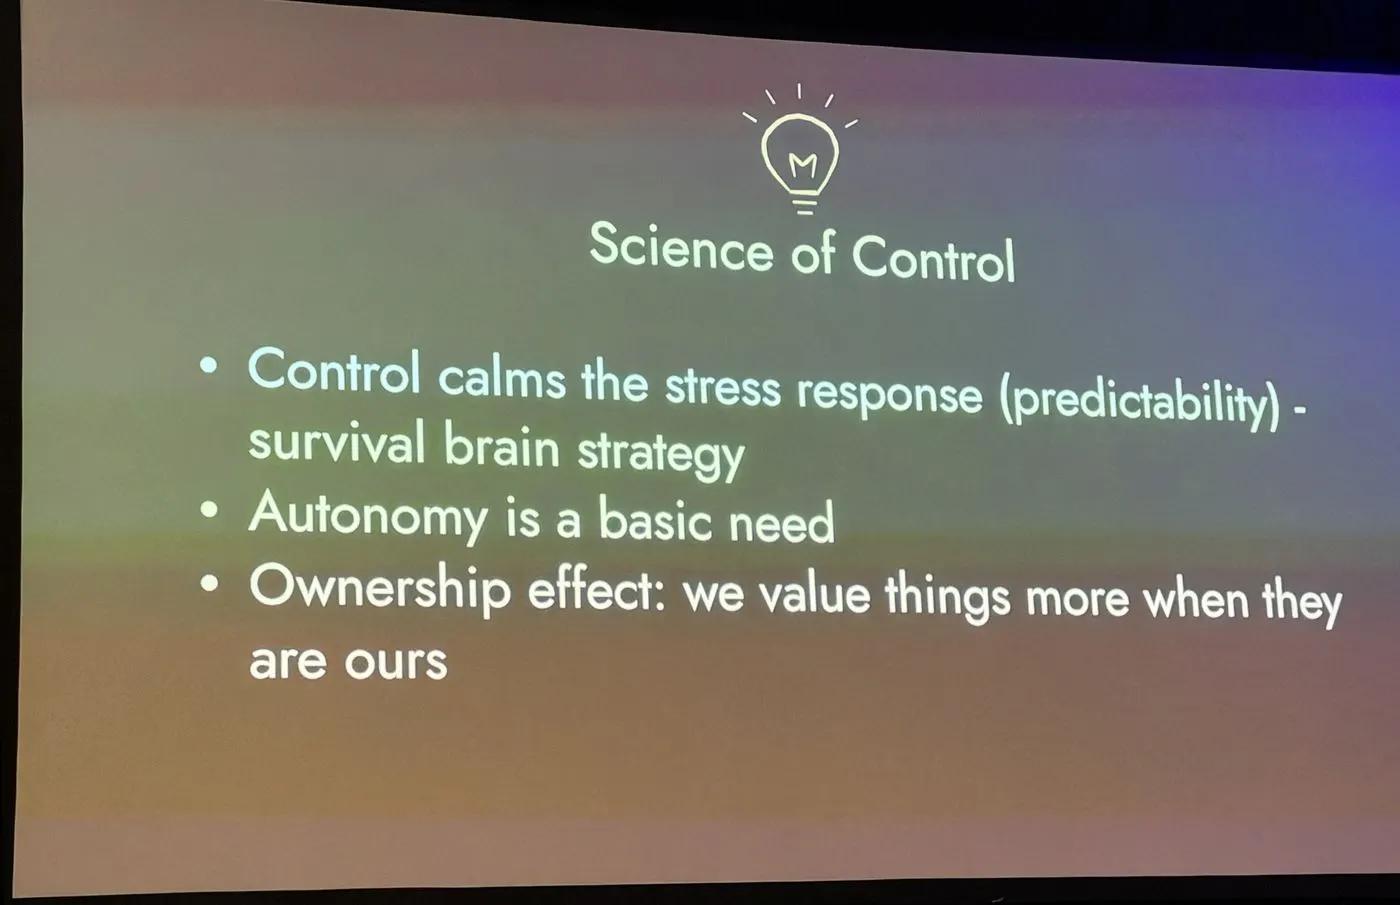 Science of Control
• Control calms the stress response (predictability) -
survival brain strategy
• Autonomy is a basic need
• Ownership effect: we value things more when they
are ours